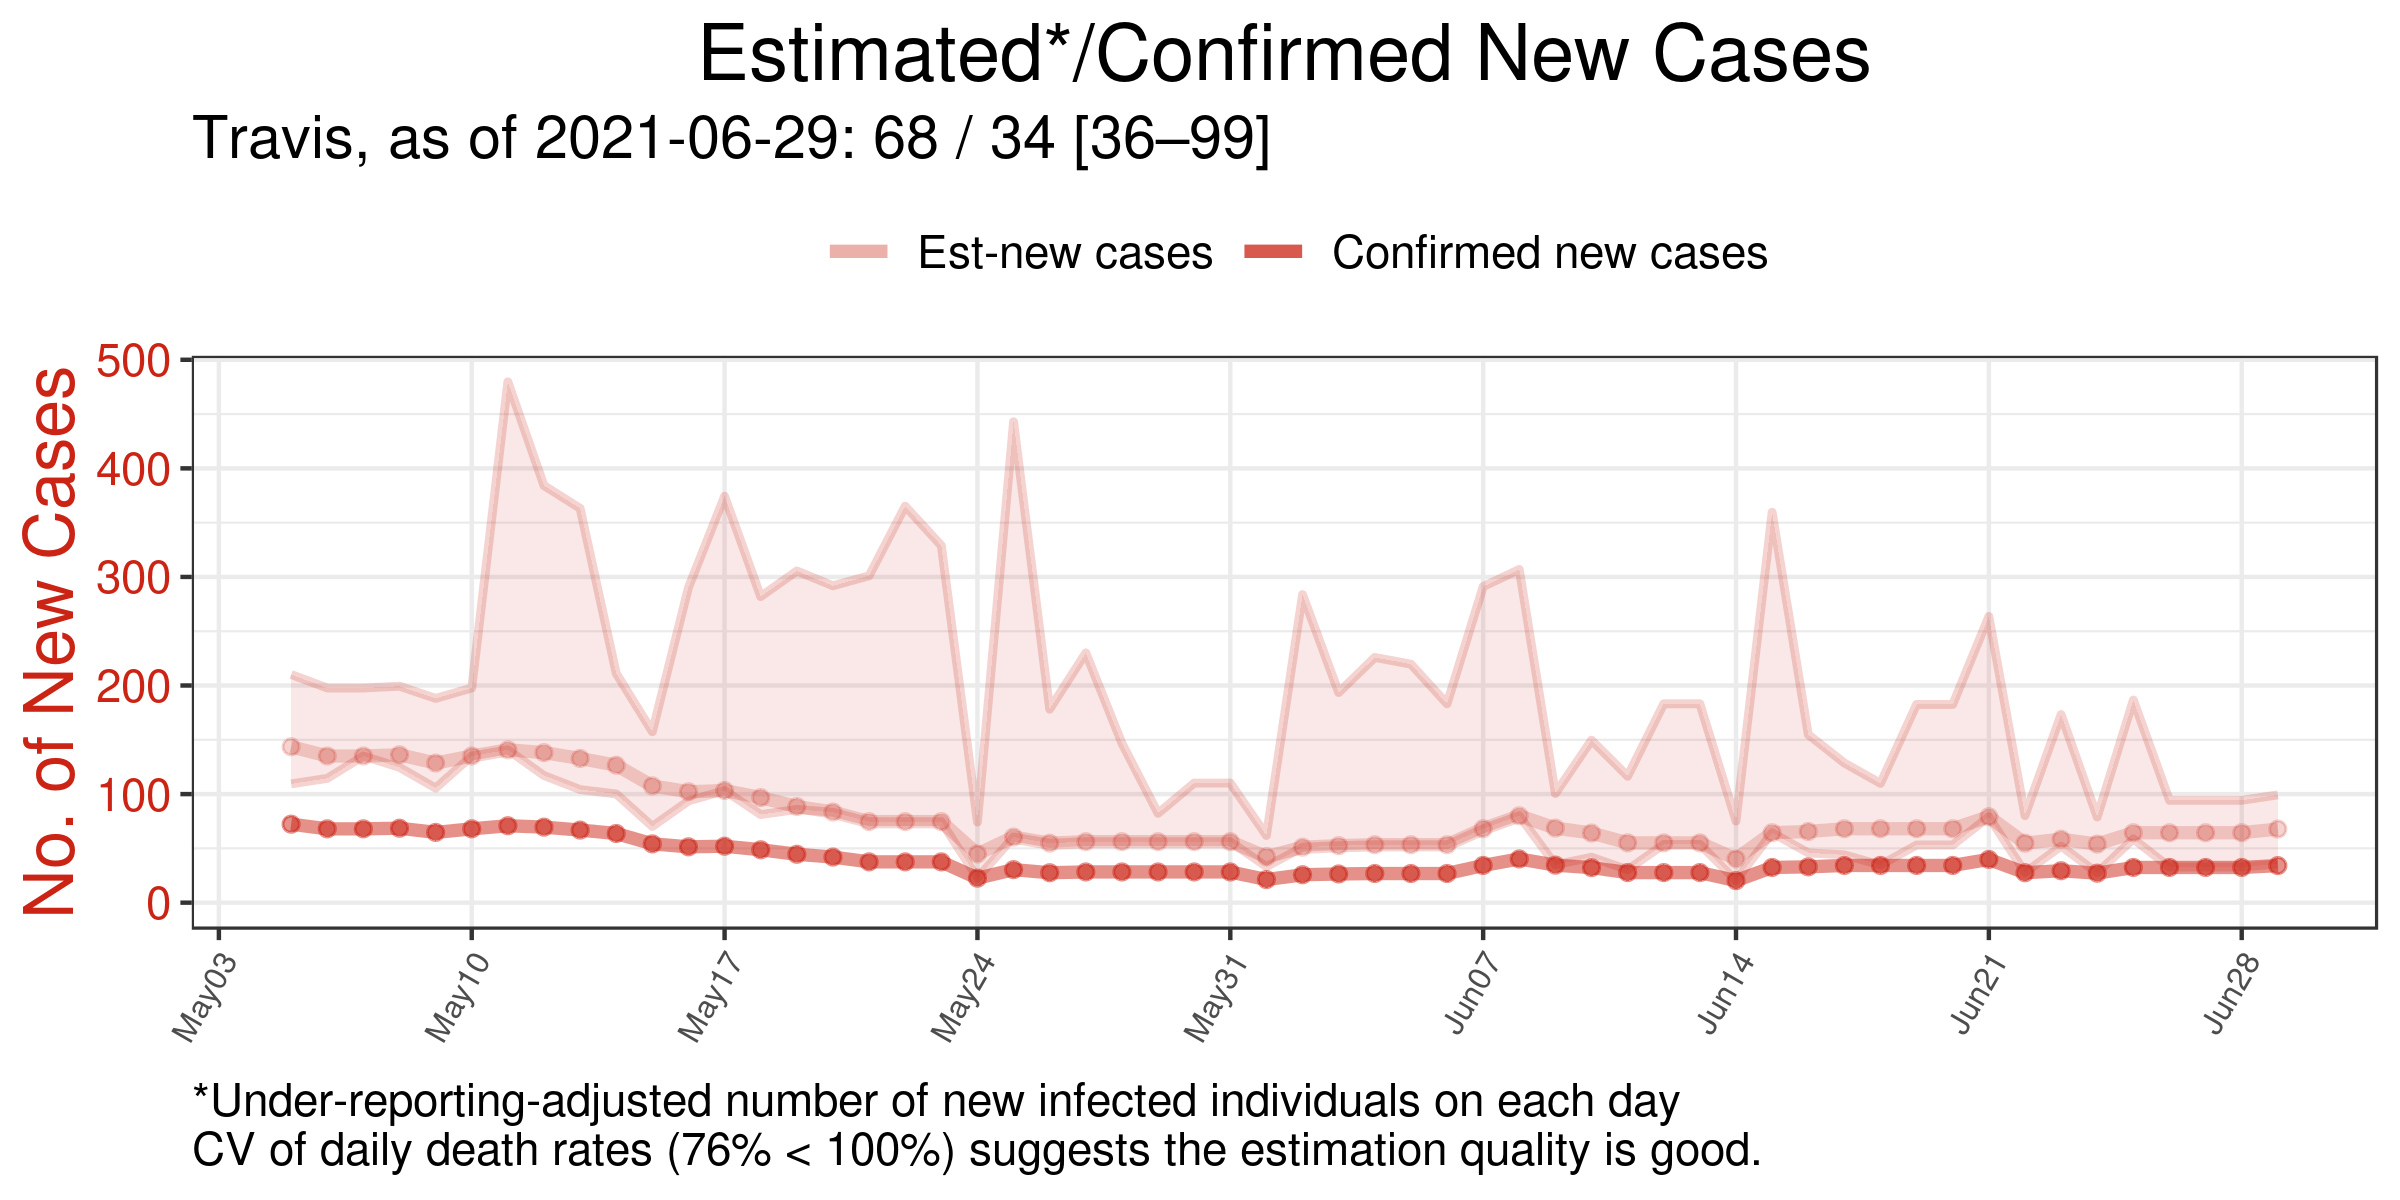 Estimated*/Confirmed New Cases
Travis, as of 2021-06-29: 68 / 34 [36–99]
Est-new cases
Confirmed new cases
No. of New Cases
500
400
300
200
100
0
May03
May10
May17
May24
May31
Jun07
Jun14
Jun21
Jun28
*Under-reporting-adjusted number of new infected individuals on each day
CV of daily death rates (76% < 100%) suggests the estimation quality is good.